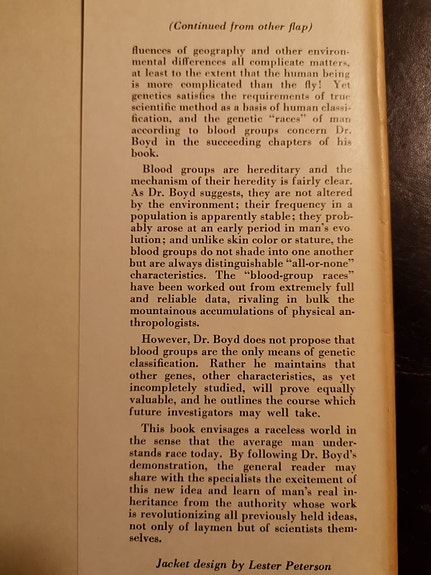 (Continued from other flap)
fluences of geography and other environ-
mental differences all complicate matters,
at least to the extent that the human being
is more complicated than the fly! Yet
genetics satisfies the requirements of true
scientific method as a basis of human classi-
fication, and the genetic "races" of man
according to blood groups concern Dr.
Boyd in the succeeding chapters of his
book.
Blood groups are hereditary and the
mechanism of their heredity is fairly clear.
As Dr. Boyd suggests, they are not altered
by the environment; their frequency in a
population is apparently stable; they prob-
ably arose at an early period in man's evo-
lution; and unlike skin color or stature, the
blood groups do not shade into one another
but are always distinguishable "all-or-none"
characteristics. The "blood-group races"
have been worked out from extremely full
and reliable data, rivaling in bulk the
mountainous accumulations of physical an-
thropologists.
However, Dr. Boyd does not propose that
blood groups are the only means of genetic
classification. Rather he maintains that
other genes, other characteristics, as yet
incompletely studied, will prove equally
valuable, and he outlines the course which
future investigators may well take.
This book envisages a raceless world in
the sense that the average man under-
stands race today. By following Dr. Boyd's
demonstration, the general reader may
share with the specialists the excitement of
this new idea and learn of man's real in-
heritance from the authority whose work
is revolutionizing all previously held ideas,
not only of laymen but of scientists them-
selves.
Jacket design by Lester Peterson